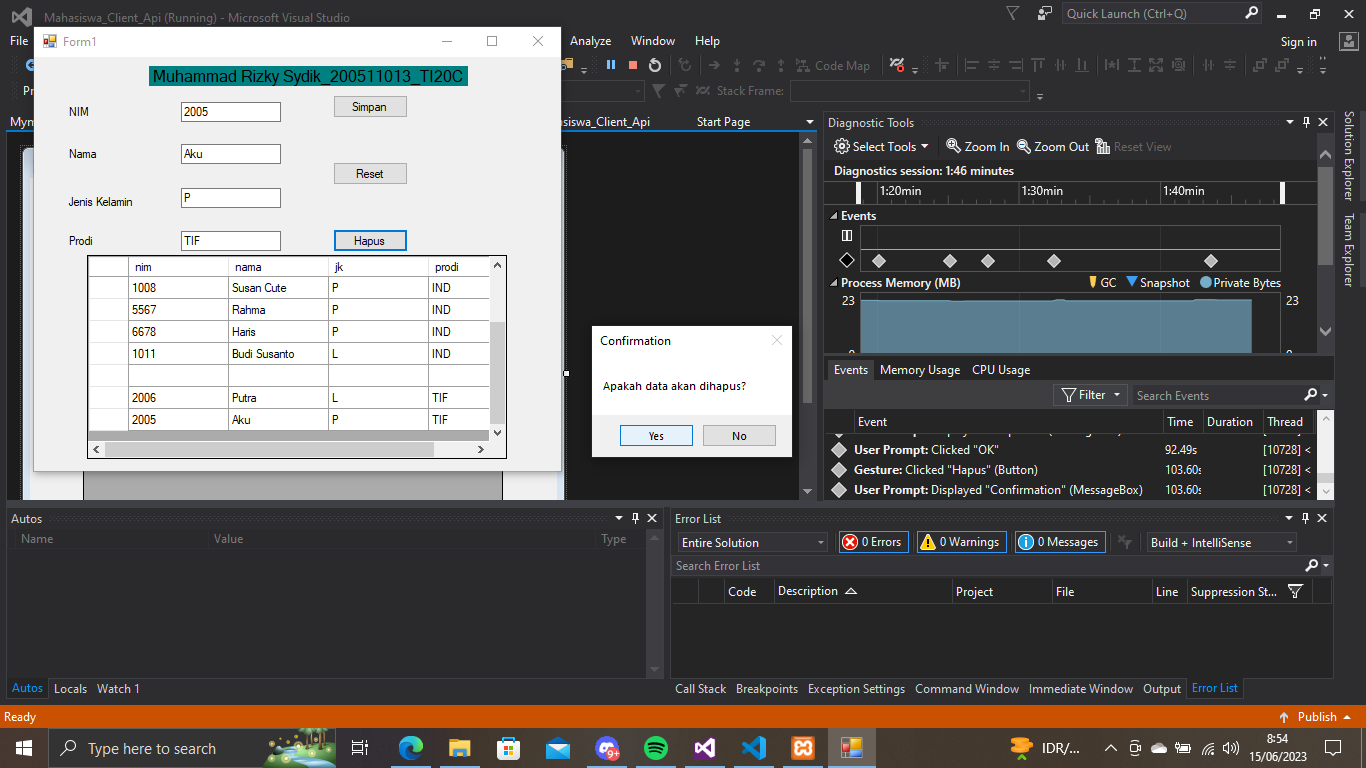 Mahasiswa_Client_Api (Running) - Microsoft Visual Studio
Quick Launch (Ctrl+Q)
File
Analyze Window Help
Sign in
Form1
Code Map
Stack Frame:
Muhammad Rizky Sydik_200511013_TI20C
NIM 2005 Simpan
Nama Aku
Reset
Jenis Kelamin P
Prodi TIF Hapus
nim nama jk prodi
1008 Susan Cute P IND
5567 Rahma P IND
6678 Haris P IND
1011 Budi Susanto L IND
2006 Putra L TIF
2005 Aku P TIF
asiswa_Client_Api Start Page
Confirmation
Apakah data akan dihapus?
Yes No
Diagnostic Tools
Select Tools Zoom In Zoom Out Reset View
Diagnostics session: 1:46 minutes
1:20min 1:30min 1:40min
Events
Process Memory (MB) GC Snapshot Private Bytes
23 23
Events Memory Usage CPU Usage
Filter Search Events
Event Time Duration Thread
User Prompt: Clicked "OK" 92.49s [10728] <
Gesture: Clicked "Hapus" (Button) 103.60s [10728] <
User Prompt: Displayed "Confirmation" (MessageBox) 103.60s [10728] <
Solution Explorer
Team Explorer
Autos
Name Value Type
Autos Locals Watch 1
Error List
Entire Solution 0 Errors 0 Warnings 0 Messages Build + IntelliSense
Search Error List
Code Description Project File Line Suppression St...
Call Stack Breakpoints Exception Settings Command Window Immediate Window Output Error List
Ready
Publish
Type here to search
9+
IDR/...
8:54
15/06/2023